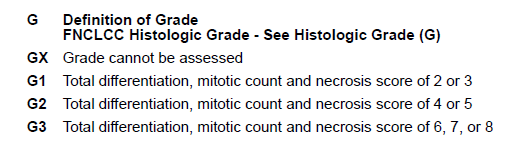 G Definition of Grade
FNCLCC Histologic Grade - See Histologic Grade (G)
GX Grade cannot be assessed
G1 Total differentiation, mitotic count and necrosis score of 2 or 3
G2 Total differentiation, mitotic count and necrosis score of 4 or 5
G3 Total differentiation, mitotic count and necrosis score of 6, 7, or 8